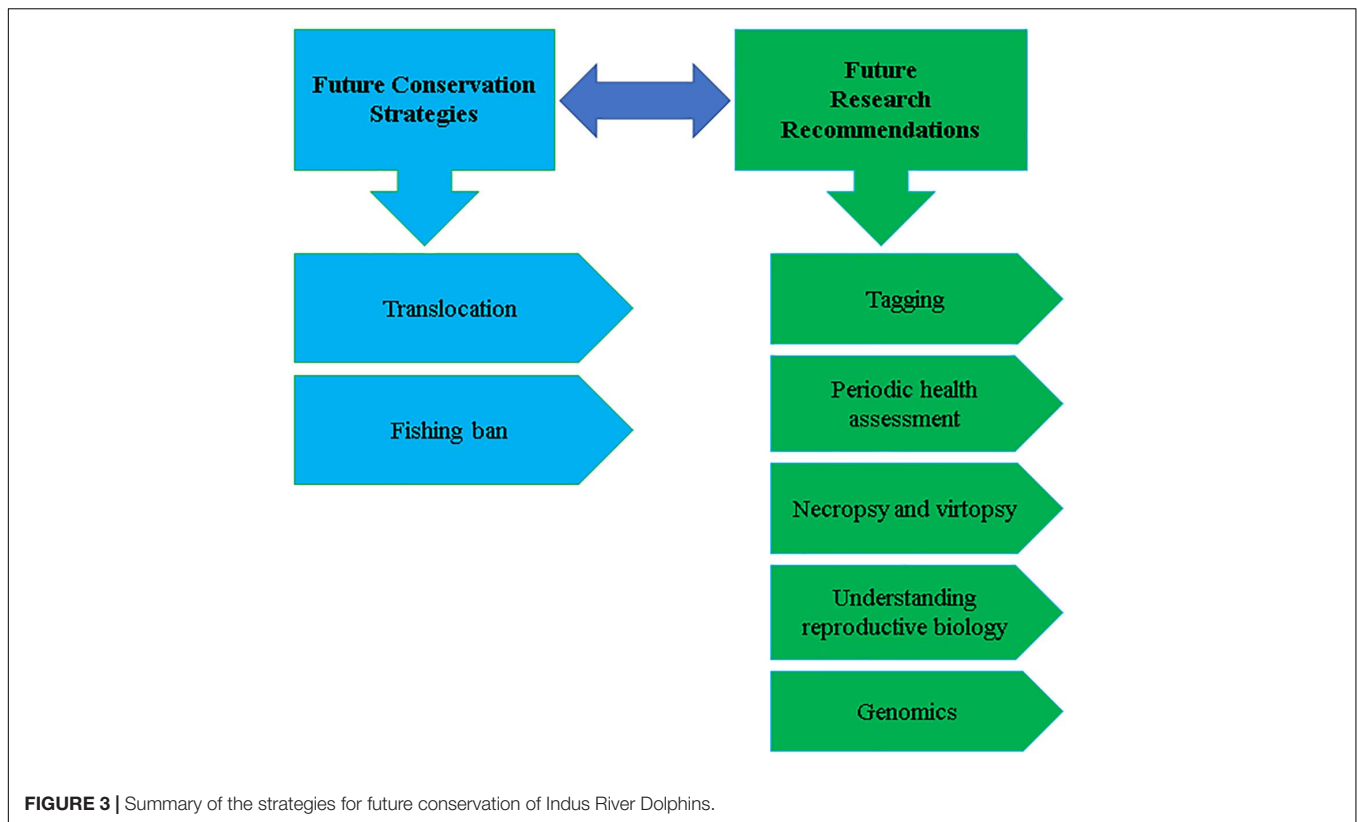 Future Conservation
Strategies
Future
Research
Recommendations
Translocation
Fishing ban
Tagging
Periodic health
assessment
Necropsy and virtopsy
Understanding
reproductive biology
Genomics
FIGURE 3 | Summary of the strategies for future conservation of Indus River Dolphins.